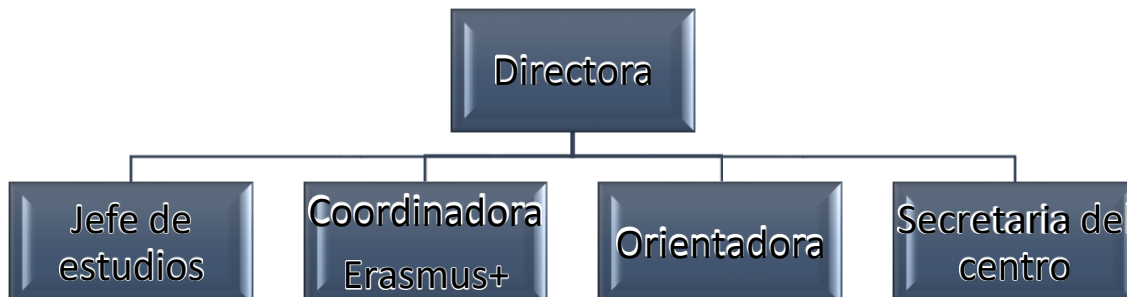 Directora
Jefe de
estudios
Coordinadora
Erasmus+
Orientadora
Secretaria del
centro